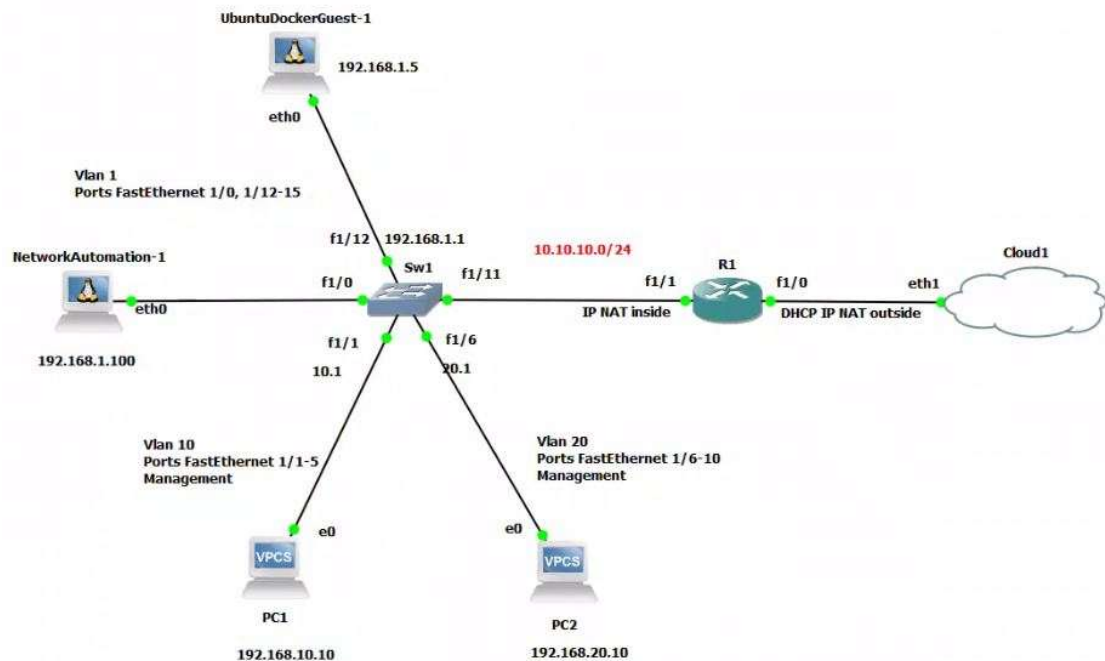 UbuntuDockerGuest-1
192.168.1.5
eth0
Vlan 1
Ports FastEthernet 1/0, 1/12-15
f1/12
192.168.1.1
10.10.10.0/24
NetworkAutomation-1
Sw1
R1
Cloud1
f1/0
f1/11
f1/1
f1/0
eth1
eth0
IP NAT inside
DHCP IP NAT outside
192.168.1.100
f1/1
f1/6
10.1
20.1
Vlan 10
Ports FastEthernet 1/1-5
Management
Vlan 20
Ports FastEthernet 1/6-10
Management
e0
e0
VPCS
VPCS
PC1
PC2
192.168.10.10
192.168.20.10